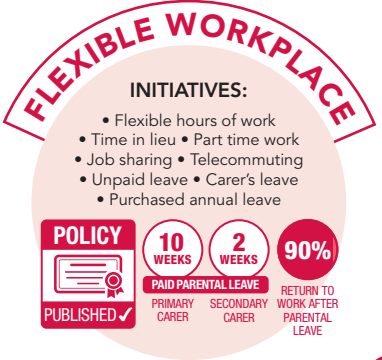 FLEXIBLE WORKPLACE
INITIATIVES:
• Flexible hours of work
• Time in lieu • Part time work
• Job sharing • Telecommuting
• Unpaid leave • Carer's leave
• Purchased annual leave
POLICY
PUBLISHED ✓
10
WEEKS
2
WEEKS
PAID PARENTAL LEAVE
PRIMARY
CARER
SECONDARY
CARER
90%
RETURN TO
WORK AFTER
PARENTAL
LEAVE